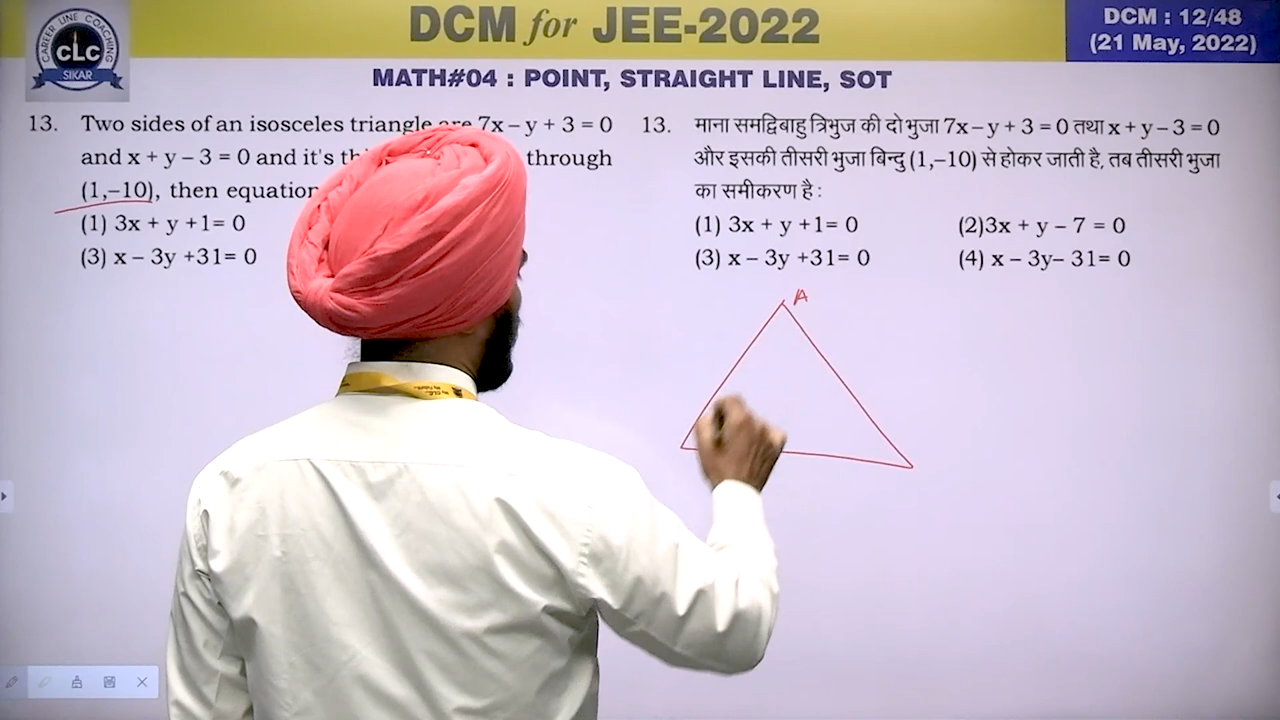 DCM for JEE-2022
DCM : 12/48
(21 May, 2022)
CAREER LINE COACHING
CLC
SIKAR
MATH#04 : POINT, STRAIGHT LINE, SOT
13. Two sides of an isosceles triangle are 7x – y + 3 = 0
and x + y – 3 = 0 and it's through
(1,–10), then equation
(1) 3x + y +1= 0
(3) x – 3y +31= 0
13. माना समद्विबाहु त्रिभुज की दो भुजा 7x– y + 3 = 0 तथा x + y – 3 = 0
और इसकी तीसरी भुजा बिन्दु (1,–10) से होकर जाती है, तब तीसरी भुजा
का समीकरण है :
(1) 3x + y +1= 0 (2)3x + y – 7 = 0
(3) x – 3y +31= 0 (4) x – 3y– 31= 0
A